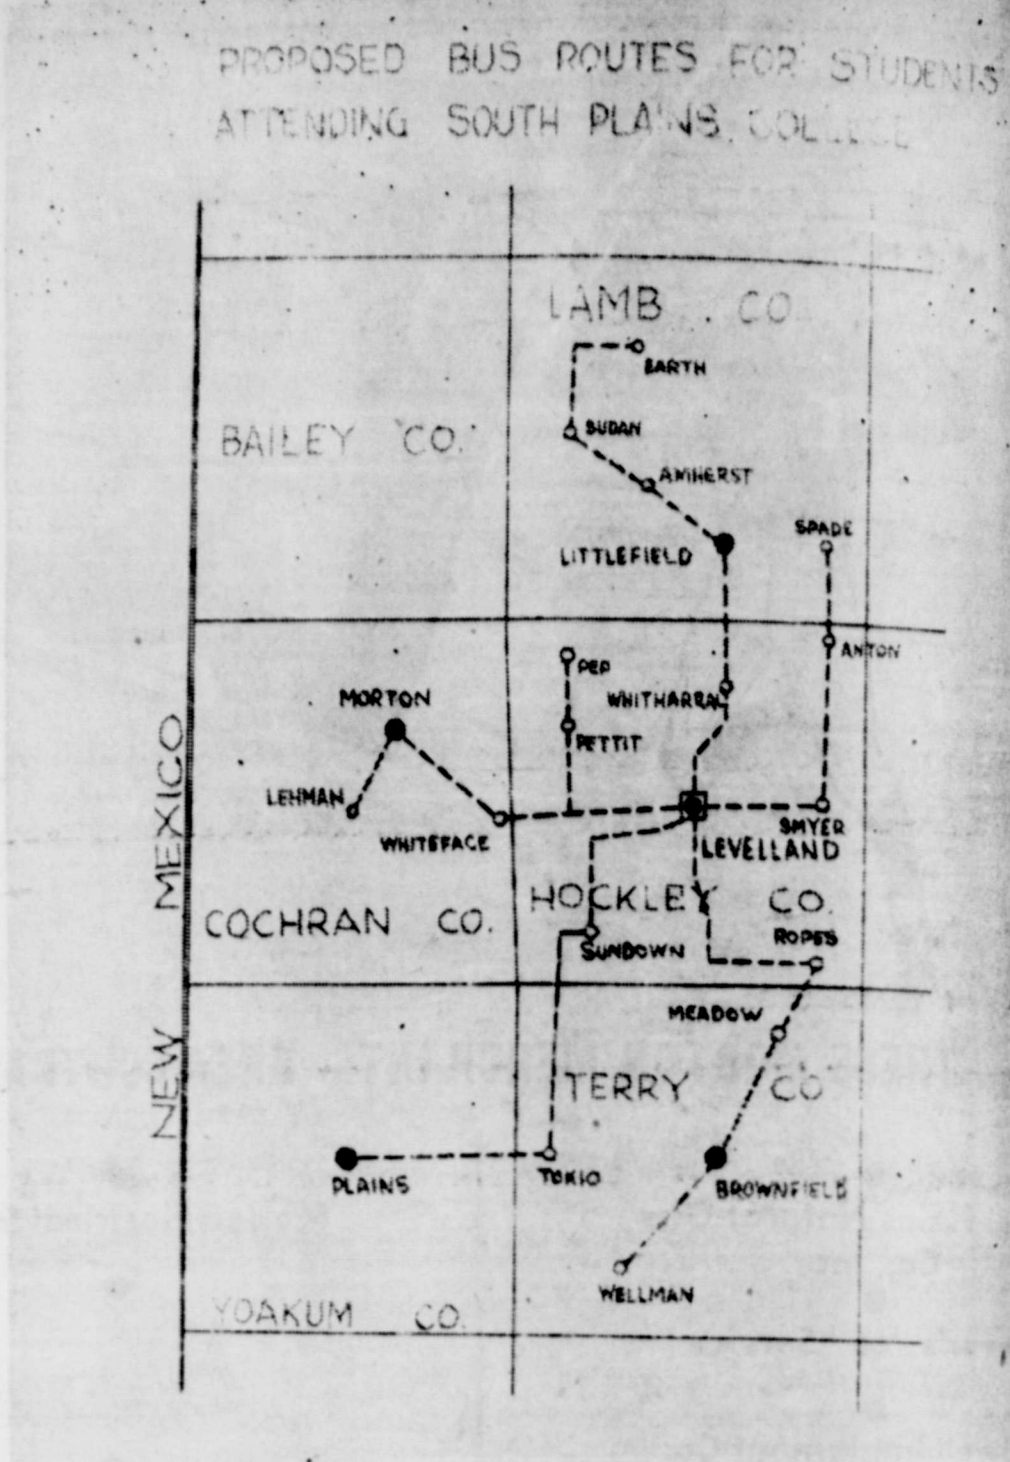 PROPOSED BUS ROUTES FOR STUDENTS
ATTENDING SOUTH PLAINS COLLEGE
LAMB CO
EARTH
BAILEY CO.
SUDAN
AMHERST
SPADE
LITTLEFIELD
ANTON
PEP
MORTON
WHITHARRAL
PETTIT
LEHMAN
WHITEFACE
SMYER
LEVELLAND
HOCKLEY CO.
COCHRAN CO.
ROPES
SUNDOWN
NEW MEXICO
MEADOW
TERRY CO
PLAINS
TOKIO
BROWNFIELD
WELLMAN
YOAKUM CO.